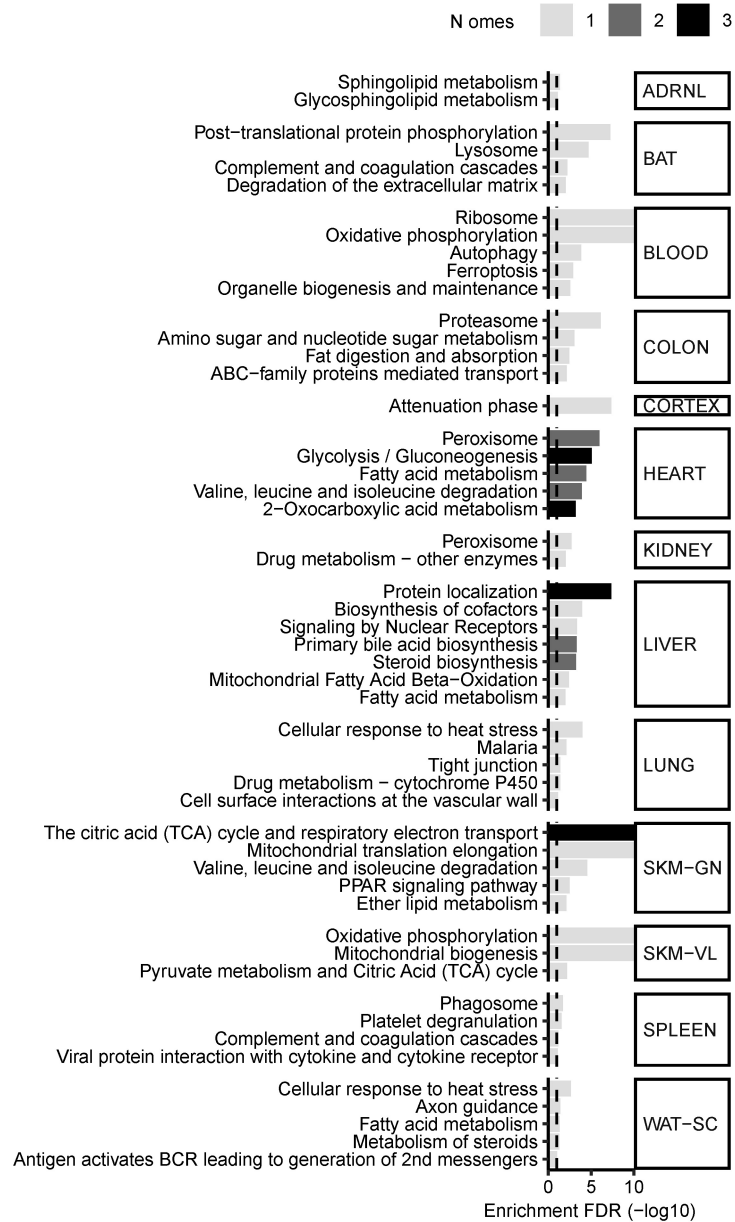 N omes 1 2 3
Sphingolipid metabolism
Glycosphingolipid metabolism
ADRNL
Post−translational protein phosphorylation
Lysosome
Complement and coagulation cascades
Degradation of the extracellular matrix
BAT
Ribosome
Oxidative phosphorylation
Autophagy
Ferroptosis
Organelle biogenesis and maintenance
BLOOD
Proteasome
Amino sugar and nucleotide sugar metabolism
Fat digestion and absorption
ABC−family proteins mediated transport
COLON
Attenuation phase
CORTEX
Peroxisome
Glycolysis / Gluconeogenesis
Fatty acid metabolism
Valine, leucine and isoleucine degradation
2−Oxocarboxylic acid metabolism
HEART
Peroxisome
Drug metabolism − other enzymes
KIDNEY
Protein localization
Biosynthesis of cofactors
Signaling by Nuclear Receptors
Primary bile acid biosynthesis
Steroid biosynthesis
Mitochondrial Fatty Acid Beta−Oxidation
Fatty acid metabolism
LIVER
Cellular response to heat stress
Malaria
Tight junction
Drug metabolism − cytochrome P450
Cell surface interactions at the vascular wall
LUNG
The citric acid (TCA) cycle and respiratory electron transport
Mitochondrial translation elongation
Valine, leucine and isoleucine degradation
PPAR signaling pathway
Ether lipid metabolism
SKM−GN
Oxidative phosphorylation
Mitochondrial biogenesis
Pyruvate metabolism and Citric Acid (TCA) cycle
SKM−VL
Phagosome
Platelet degranulation
Complement and coagulation cascades
Viral protein interaction with cytokine and cytokine receptor
SPLEEN
Cellular response to heat stress
Axon guidance
Fatty acid metabolism
Metabolism of steroids
Antigen activates BCR leading to generation of 2nd messengers
WAT−SC
0 5 10
Enrichment FDR (−log10)